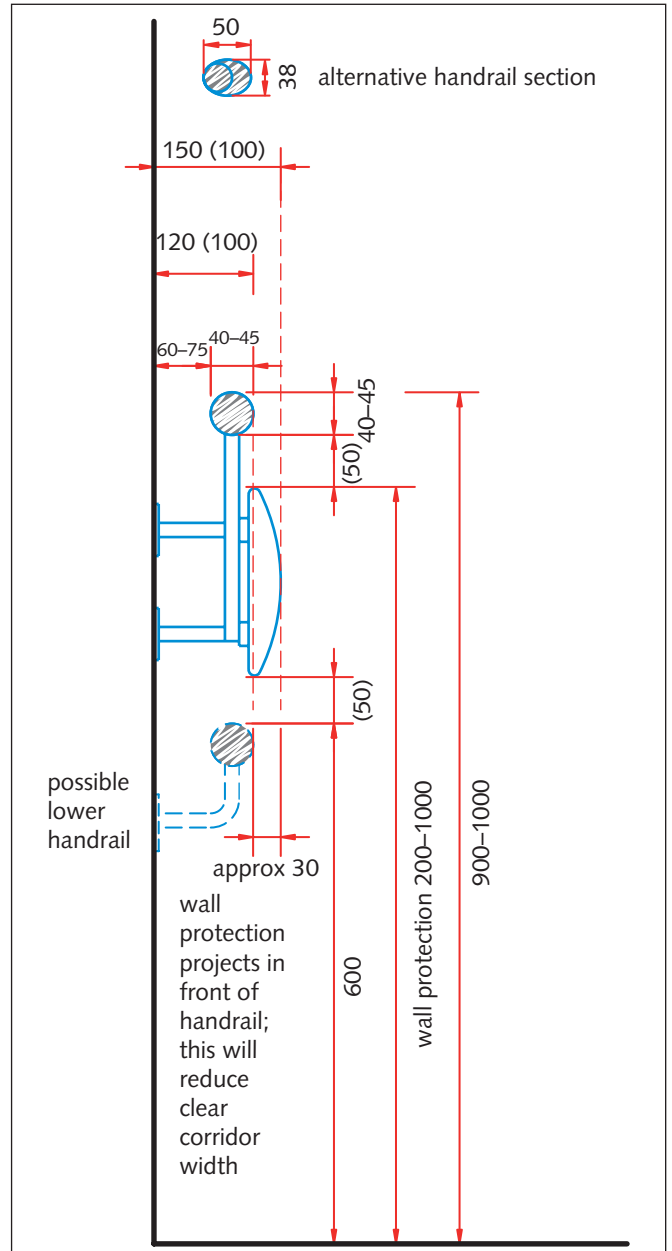 50
38
alternative handrail section
150 (100)
120 (100)
60–75
40–45
40–45
(50)
(50)
possible
lower
handrail
approx 30
wall
protection
projects in
front of
handrail;
this will
reduce
clear
corridor
width
600
wall protection 200–1000
900–1000